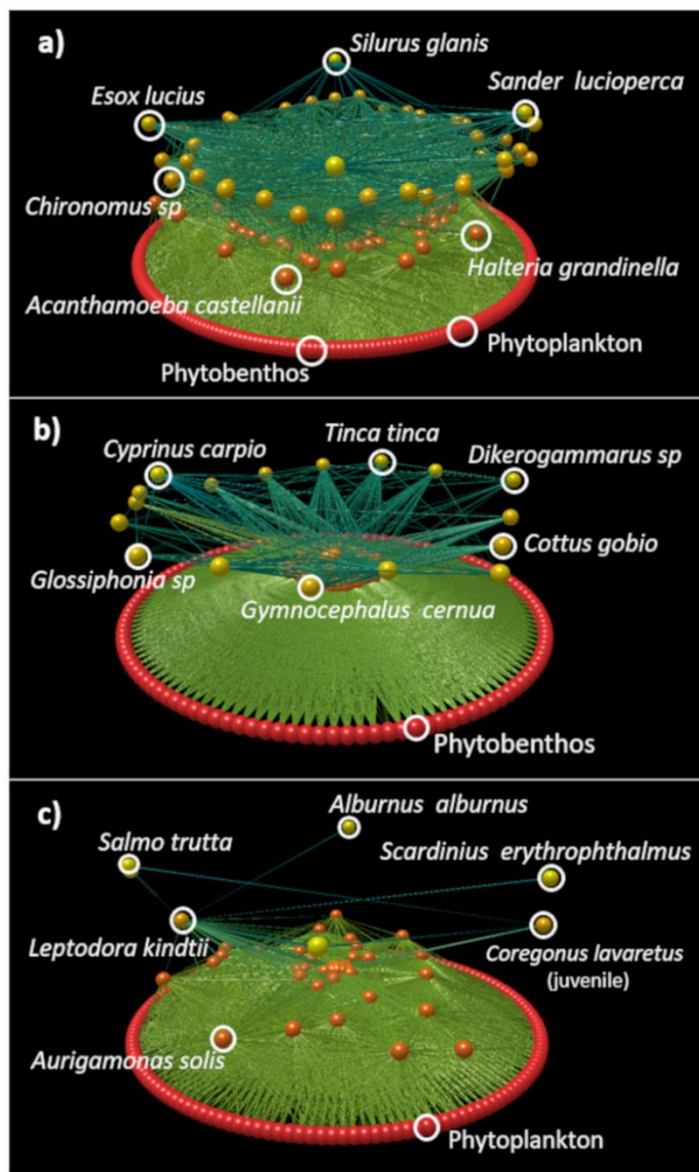 a)
Silurus glanis
Esox lucius
Sander lucioperca
Chironomus sp
Halteria grandinella
Acanthamoeba castellanii
Phytoplankton
Phytobenthos
b)
Cyprinus carpio
Tinca tinca
Dikerogammarus sp
Glossiphonia sp
Cottus gobio
Gymnocephalus cernua
Phytobenthos
c)
Alburnus alburnus
Salmo trutta
Scardinius erythrophthalmus
Leptodora kindtii
Coregonus lavaretus
(juvenile)
Aurigamonas solis
Phytoplankton